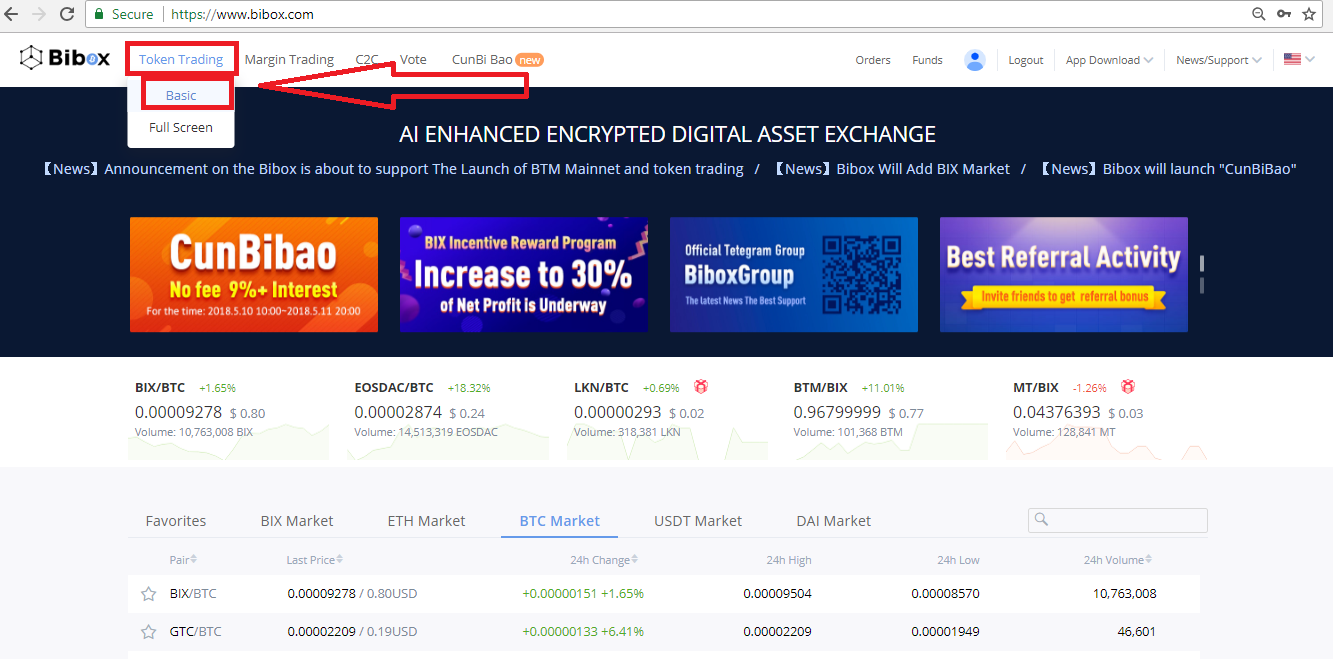 Secure https://www.bibox.com
Bibox Token Trading Margin Trading C2C Vote CunBi Bao new Orders Funds Logout App Download News/Support
Basic
Full Screen
AI ENHANCED ENCRYPTED DIGITAL ASSET EXCHANGE
【News】Announcement on the Bibox is about to support The Launch of BTM Mainnet and token trading / 【News】Bibox Will Add BIX Market / 【News】Bibox will launch "CunBiBao"
CunBibao
No fee 9%+ Interest
For the time: 2018.5.10 10:00~2018.5.11 20:00
BIX Incentive Reward Program
Increase to 30%
of Net Profit is Underway
Official Tetegram Group
BiboxGroup
The latest News The Best Support
Best Referral Activity
Invite friends to get referral bonus
BIX/BTC +1.65%
0.00009278 $ 0.80
Volume: 10,763,008 BIX
EOSDAC/BTC +18.32%
0.00002874 $ 0.24
Volume: 14,513,319 EOSDAC
LKN/BTC +0.69%
0.00000293 $ 0.02
Volume: 318,381 LKN
BTM/BIX +11.01%
0.96799999 $ 0.77
Volume: 101,368 BTM
MT/BIX -1.26%
0.04376393 $ 0.03
Volume: 128,841 MT
Favorites BIX Market ETH Market BTC Market USDT Market DAI Market
Pair Last Price 24h Change 24h High 24h Low 24h Volume
BIX/BTC 0.00009278 / 0.80USD +0.00000151 +1.65% 0.00009504 0.00008570 10,763,008
GTC/BTC 0.00002209 / 0.19USD +0.00000133 +6.41% 0.00002209 0.00001949 46,601